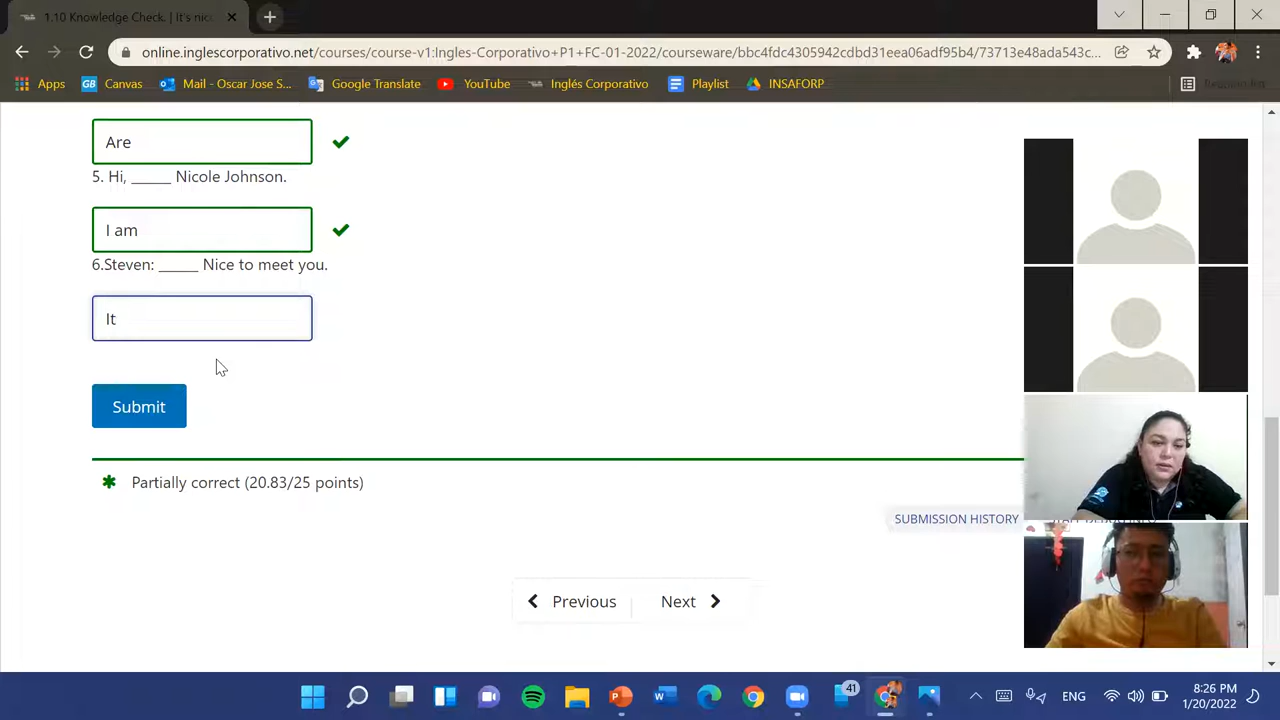 1.10 Knowledge Check. | It's nic
online.inglescorporativo.net/courses/course-v1:Ingles-Corporativo+P1+FC-01-2022/courseware/bbc4fdc4305942cdbd31eea06adf95b4/73713e48ada543c...
Apps
Canvas
Mail - Oscar Jose S...
Google Translate
YouTube
Inglés Corporativo
Playlist
INSAFORP
Are
5. Hi, _____ Nicole Johnson.
I am
6.Steven: _____ Nice to meet you.
It
Submit
Partially correct (20.83/25 points)
SUBMISSION HISTORY
Previous
Next
41
ENG
8:26 PM
1/20/2022